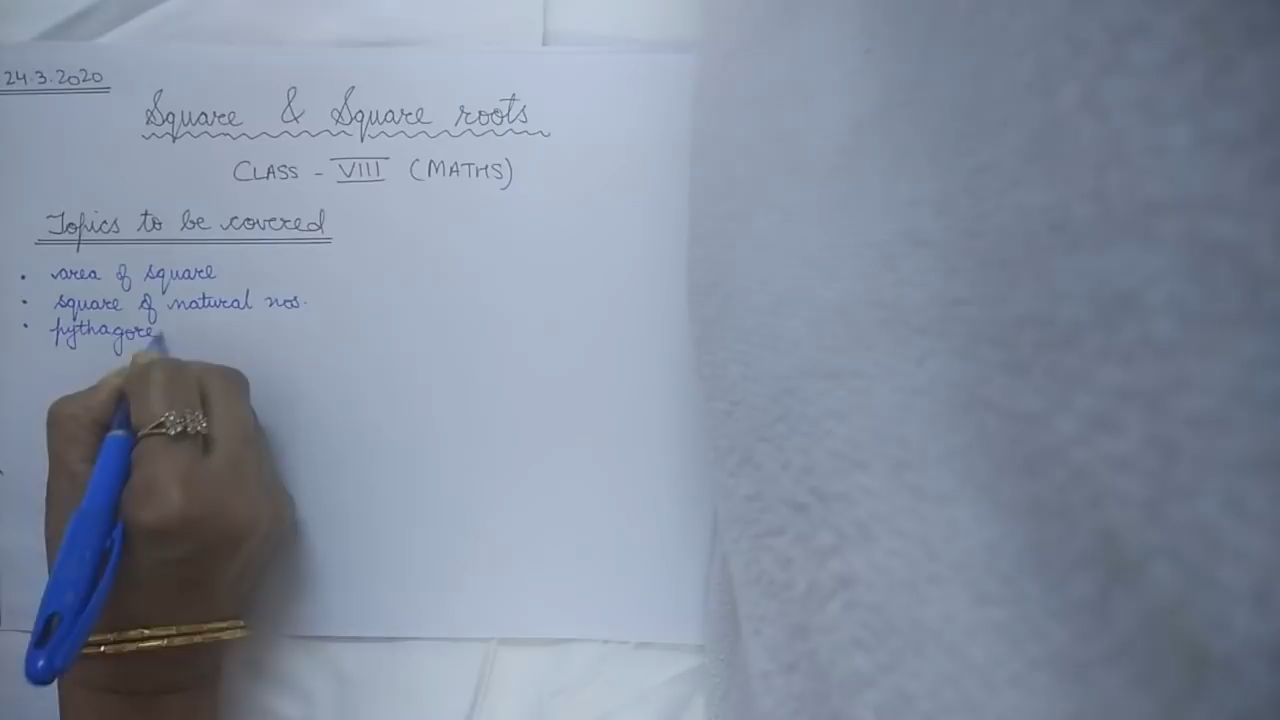 24.3.2020
Square & Square roots
CLASS - VIII (MATHS)
Topics to be covered
• area of square
• square of natural nos.
• pythagore